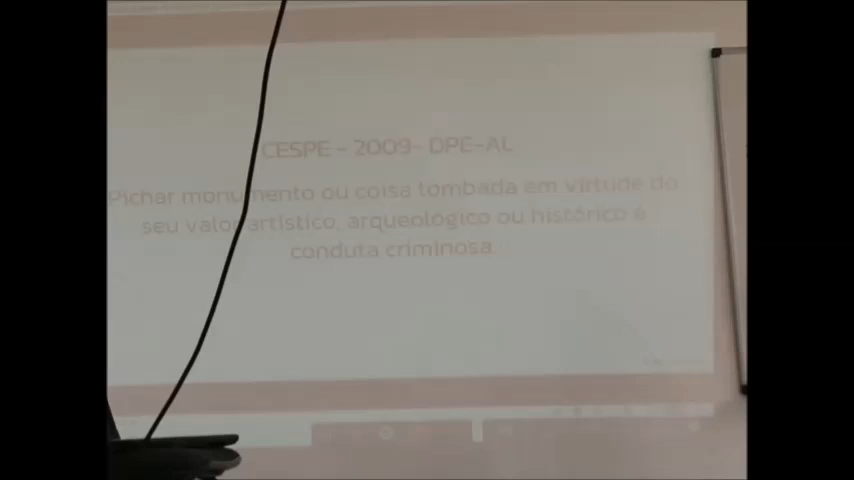 CESPE - 2009- DPE-AL
Pichar monumento ou coisa tombada em virtude do
seu valor artístico, arqueológico ou histórico é
conduta criminosa.